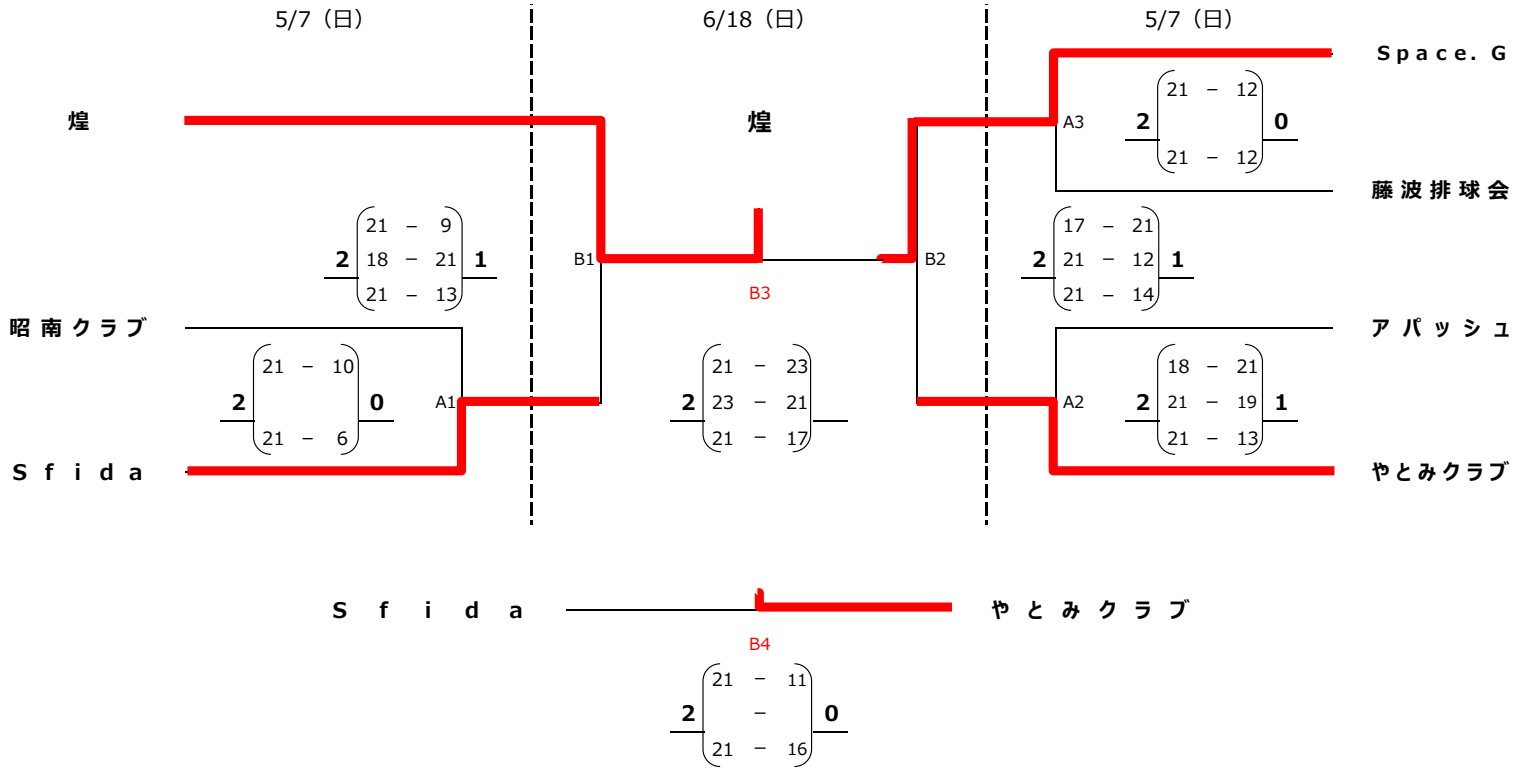 5/7（日）
6/18（日）
5/7（日）
Space. G
21 － 12
煌
煌
A3
2
0
21 － 12
藤波排球会
21 － 9
17 － 21
2 18 － 21 1
B1
B2
2 21 － 12 1
21 － 13
B3
21 － 14
昭南クラブ
アパッシュ
21 － 10
21 － 23
18 － 21
2
0
A1
2 23 － 21
A2
2 21 － 19 1
21 － 6
21 － 17
21 － 13
Sfida
やとみクラブ
Sfida
やとみクラブ
B4
21 － 11
2 － 0
21 － 16